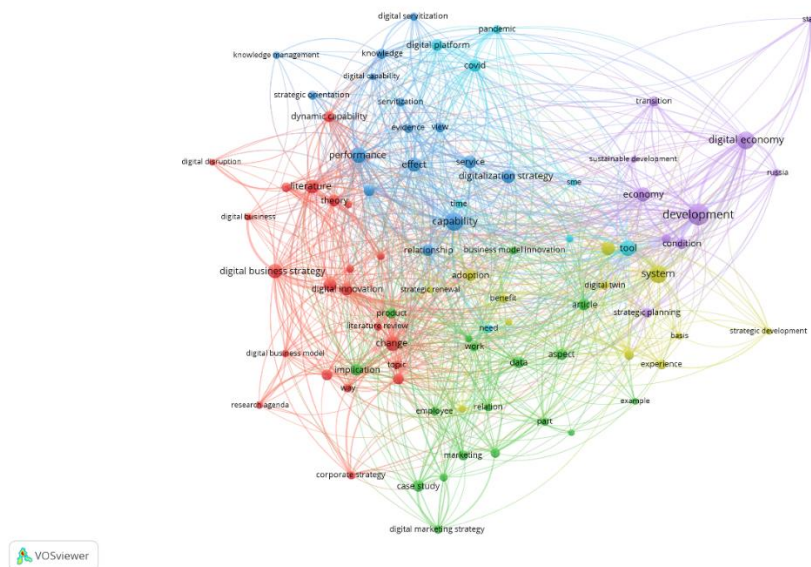 digital servitization
stra
pandemic
digital platform
knowledge management
knowledge
covid
digital capability
strategic orientation
servitization
transition
dynamic capability
evidence
view
digital economy
performance
digital disruption
effect
service
sustainable development
literature
digitalization strategy
sme
russia
economy
theory
time
digital business
capability
development
relationship
business model innovation
tool
condition
digital business strategy
adoption
system
digital innovation
strategic renewal
digital twin
benefit
article
product
strategic planning
literature review
need
strategic development
change
work
basis
digital business model
aspect
implication
topic
data
experience
way
research agenda
employee
relation
example
part
marketing
corporate strategy
case study
digital marketing strategy
VOSviewer